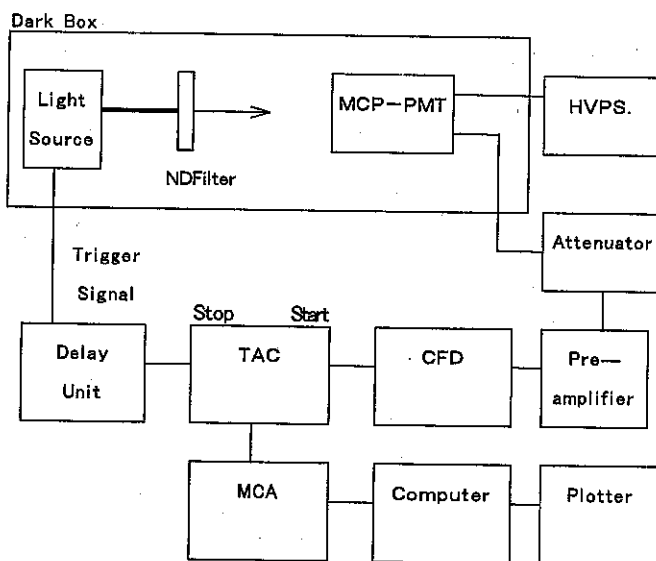 Dark Box
Light
Source
NDFilter
MCP-PMT
HVPS.
Attenuator
Trigger
Signal
Stop
Start
Delay
Unit
TAC
CFD
Pre-
amplifier
MCA
Computer
Plotter